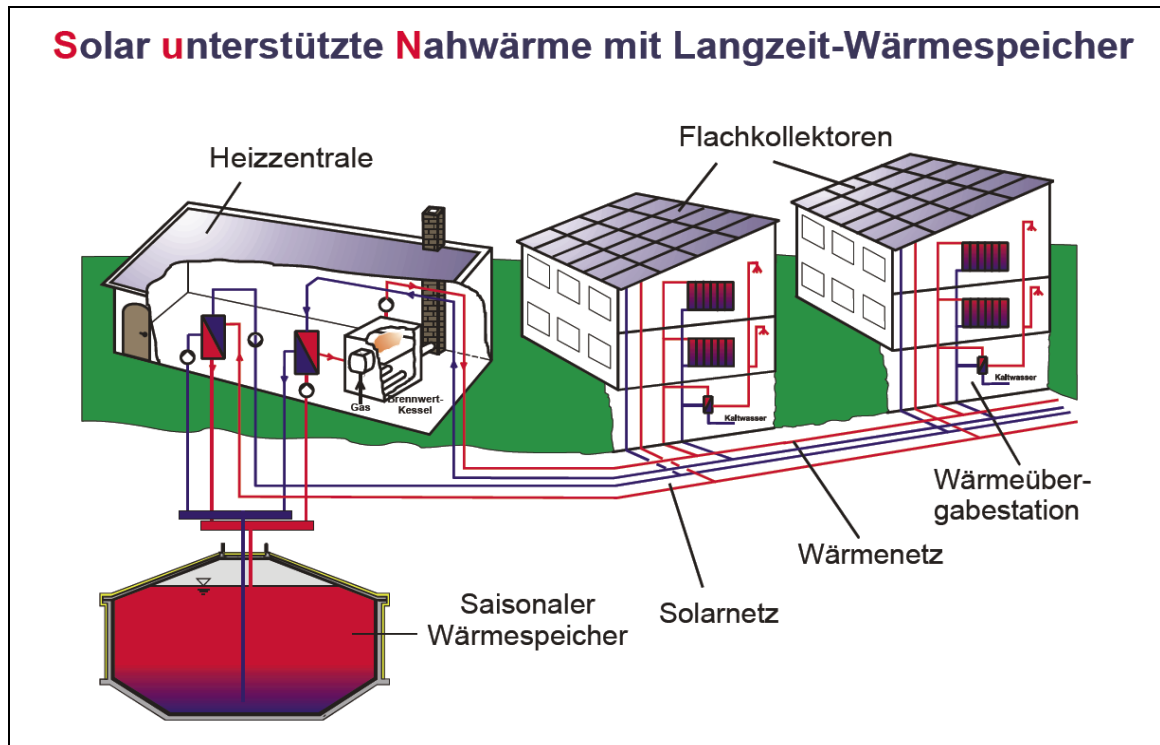 Solar unterstützte Nahwärme mit Langzeit-Wärmespeicher
Flachkollektoren
Heizzentrale
Gas
Brennwert-
Kessel
Kaltwasser
Kaltwasser
Wärmeüber-
gabestation
Wärmenetz
Solarnetz
Saisonaler
Wärmespeicher